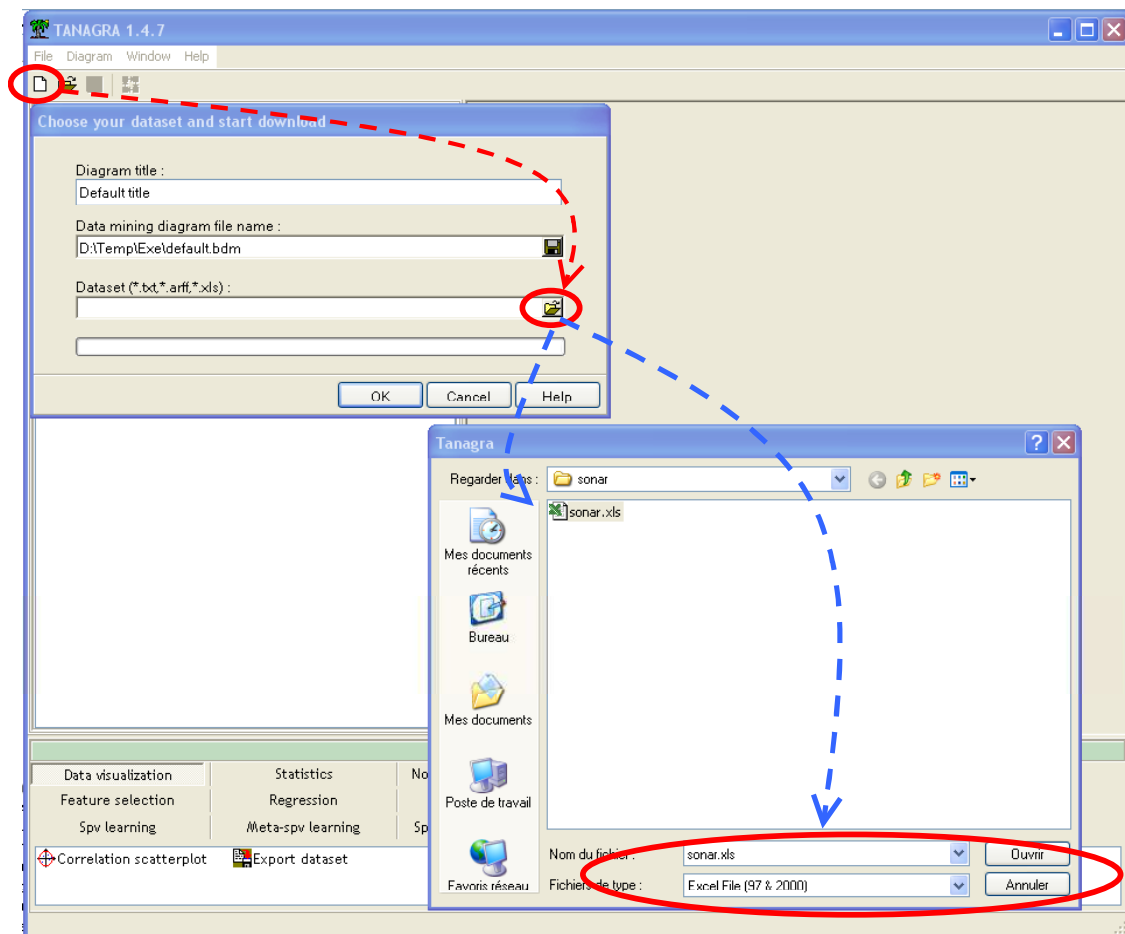 TANAGRA 1.4.7
File Diagram Window Help
Choose your dataset and start download
Diagram title :
Default title
Data mining diagram file name :
D:\Temp\Exe\default.bdm
Dataset (*.txt,*.arff,*.xls) :
OK Cancel Help
Tanagra
Regarder dans : sonar
sonar.xls
Mes documents
récents
Bureau
Mes documents
Poste de travail
Favoris réseau
Nom du fichier : sonar.xls Ouvrir
Fichiers de type : Excel File (97 & 2000) Annuler
Data visualization Statistics No
Feature selection Regression
Spv learning Meta-spv learning Sp
Correlation scatterplot Export dataset